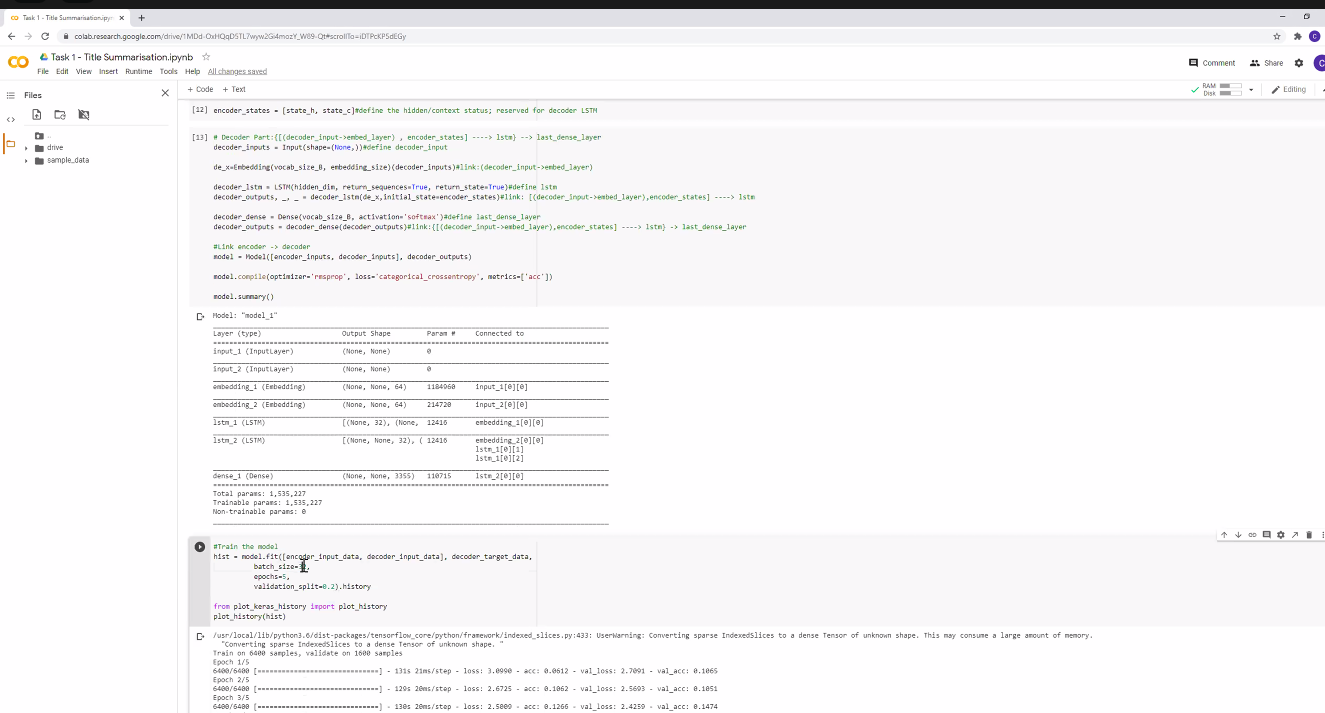 Task 1 - Title Summarisation.ipynb
colab.research.google.com/drive/1MDd-OxHQqD5TL7wyw2Gi4mozY_W69-Qt#scrollTo=iDTPcKP5dEGy
Task 1 - Title Summarisation.ipynb
File Edit View Insert Runtime Tools Help All changes saved
Comment Share
Files
+ Code + Text
RAM
Disk
Editing
..
drive
sample_data
[12] encoder_states = [state_h, state_c]#define the hidden/context status; reserved for decoder LSTM
[13] # Decoder Part:{[(decoder_input->embed_layer) , encoder_states] ----> lstm} --> last_dense_layer
decoder_inputs = Input(shape=(None,))#define decoder_input
de_x=Embedding(vocab_size_B, embedding_size)(decoder_inputs)#link:(decoder_input->embed_layer)
decoder_lstm = LSTM(hidden_dim, return_sequences=True, return_state=True)#define lstm
decoder_outputs, _, _ = decoder_lstm(de_x,initial_state=encoder_states)#link: [(decoder_input->embed_layer),encoder_states] ----> lstm
decoder_dense = Dense(vocab_size_B, activation='softmax')#define last_dense_layer
decoder_outputs = decoder_dense(decoder_outputs)#link:{[(decoder_input->embed_layer),encoder_states] ----> lstm} -> last_dense_layer
#Link encoder -> decoder
model = Model([encoder_inputs, decoder_inputs], decoder_outputs)
model.compile(optimizer='rmsprop', loss='categorical_crossentropy', metrics=['acc'])
model.summary()
Model: "model_1"
Layer (type) Output Shape Param # Connected to
input_1 (InputLayer) (None, None) 0
input_2 (InputLayer) (None, None) 0
embedding_1 (Embedding) (None, None, 64) 1184960 input_1[0][0]
embedding_2 (Embedding) (None, None, 64) 214720 input_2[0][0]
lstm_1 (LSTM) [(None, 32), (None, 12416 embedding_1[0][0]
lstm_2 (LSTM) [(None, None, 32), ( 12416 embedding_2[0][0]
lstm_1[0][1]
lstm_1[0][2]
dense_1 (Dense) (None, None, 3355) 110715 lstm_2[0][0]
Total params: 1,535,227
Trainable params: 1,535,227
Non-trainable params: 0
#Train the model
hist = model.fit([encoder_input_data, decoder_input_data], decoder_target_data,
batch_size=
epochs=5,
validation_split=0.2).history
from plot_keras_history import plot_history
plot_history(hist)
/usr/local/lib/python3.6/dist-packages/tensorflow_core/python/framework/indexed_slices.py:433: UserWarning: Converting sparse IndexedSlices to a dense Tensor of unknown shape. This may consume a large amount of memory.
"Converting sparse IndexedSlices to a dense Tensor of unknown shape. "
Train on 6400 samples, validate on 1600 samples
Epoch 1/5
6400/6400 [==============================] - 131s 21ms/step - loss: 3.0990 - acc: 0.0612 - val_loss: 2.7091 - val_acc: 0.1065
Epoch 2/5
6400/6400 [==============================] - 129s 20ms/step - loss: 2.6725 - acc: 0.1062 - val_loss: 2.5693 - val_acc: 0.1051
Epoch 3/5
6400/6400 [==============================] - 130s 20ms/step - loss: 2.5009 - acc: 0.1266 - val_loss: 2.4259 - val_acc: 0.1474